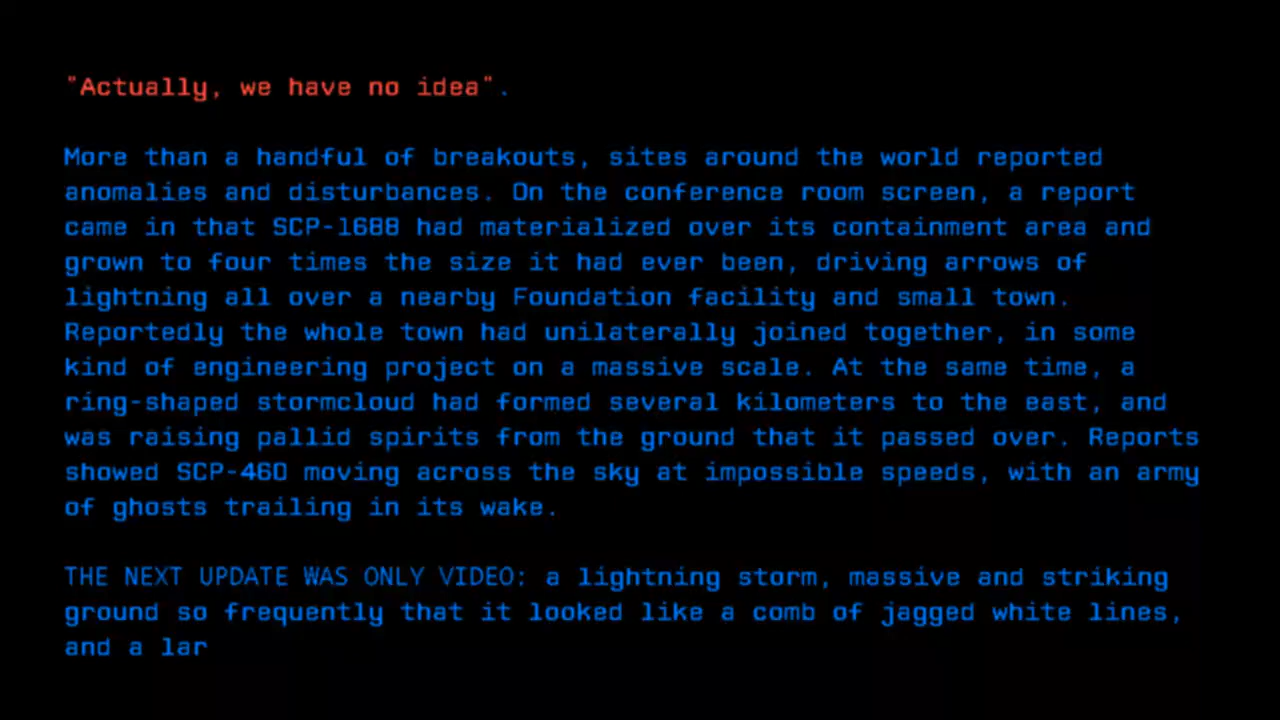 "Actually, we have no idea".
More than a handful of breakouts, sites around the world reported
anomalies and disturbances. On the conference room screen, a report
came in that SCP-1688 had materialized over its containment area and
grown to four times the size it had ever been, driving arrows of
lightning all over a nearby Foundation facility and small town.
Reportedly the whole town had unilaterally joined together, in some
kind of engineering project on a massive scale. At the same time, a
ring-shaped stormcloud had formed several kilometers to the east, and
was raising pallid spirits from the ground that it passed over. Reports
showed SCP-460 moving across the sky at impossible speeds, with an army
of ghosts trailing in its wake.
THE NEXT UPDATE WAS ONLY VIDEO: a lightning storm, massive and striking
ground so frequently that it looked like a comb of jagged white lines,
and a lar